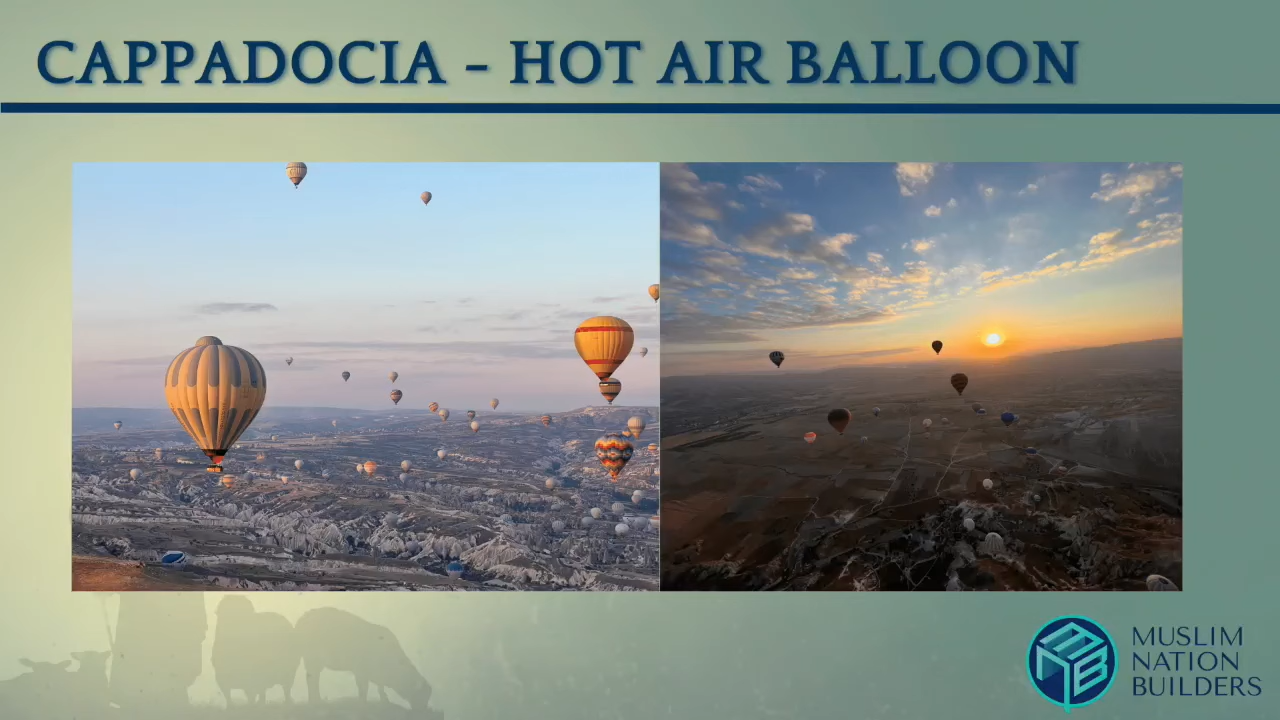 CAPPADOCIA – HOT AIR BALLOON
MUSLIM
NATION
BUILDERS